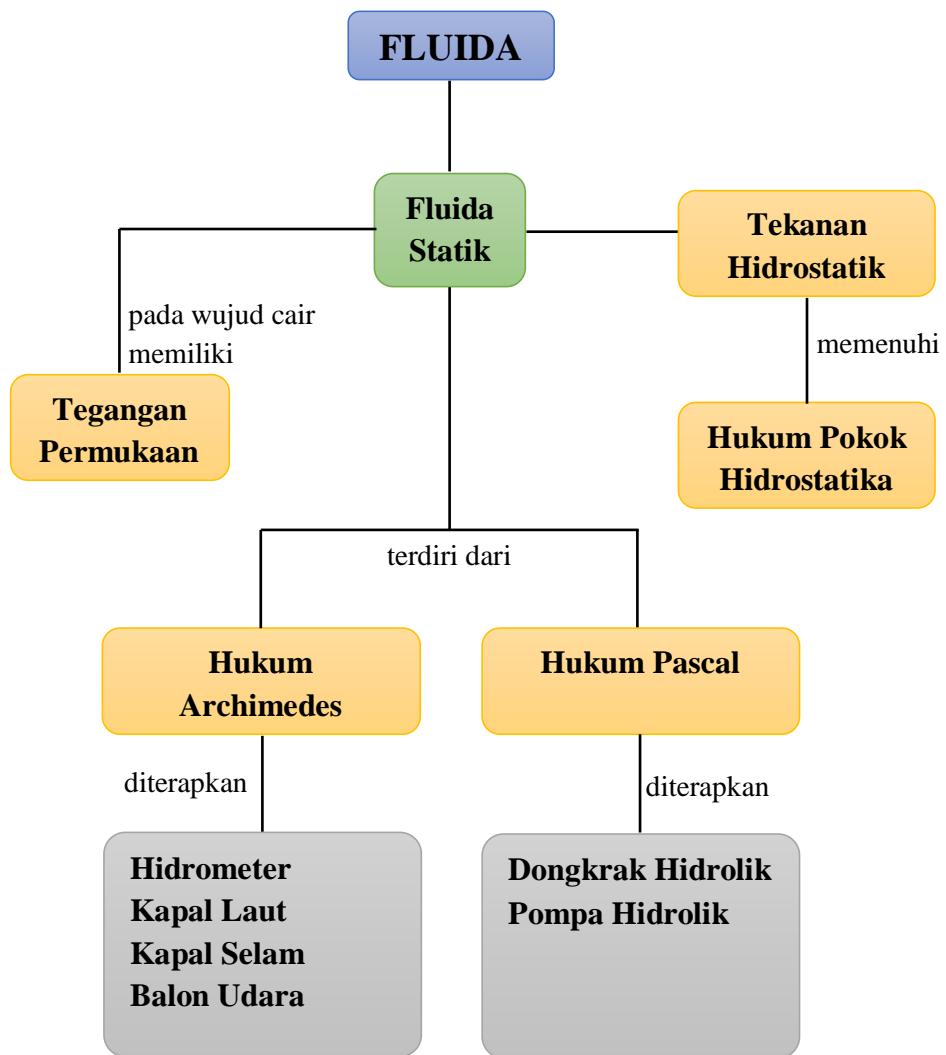 FLUIDA
Fluida
Statik
Tekanan
Hidrostatik
pada wujud cair
memiliki
memenuhi
Tegangan
Permukaan
Hukum Pokok
Hidrostatika
terdiri dari
Hukum
Archimedes
Hukum Pascal
diterapkan
diterapkan
Hidrometer
Kapal Laut
Kapal Selam
Balon Udara
Dongkrak Hidrolik
Pompa Hidrolik